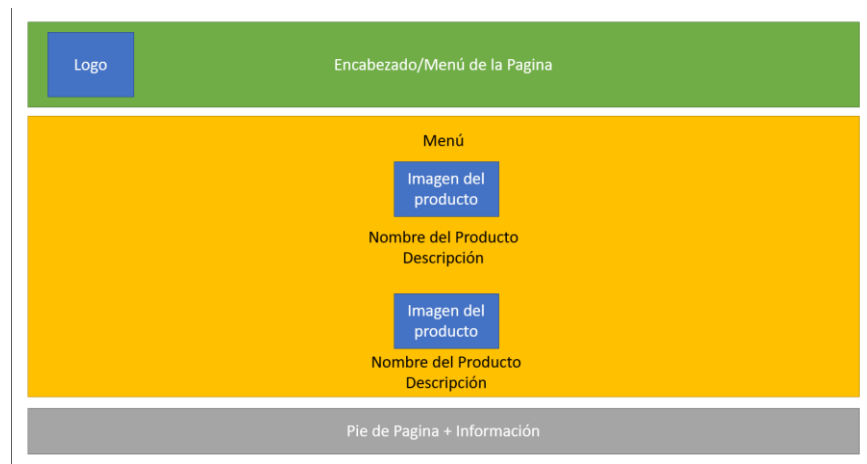 Logo
Encabezado/Menú de la Pagina
Menú
Imagen del
producto
Nombre del Producto
Descripción
Imagen del
producto
Nombre del Producto
Descripción
Pie de Pagina + Información